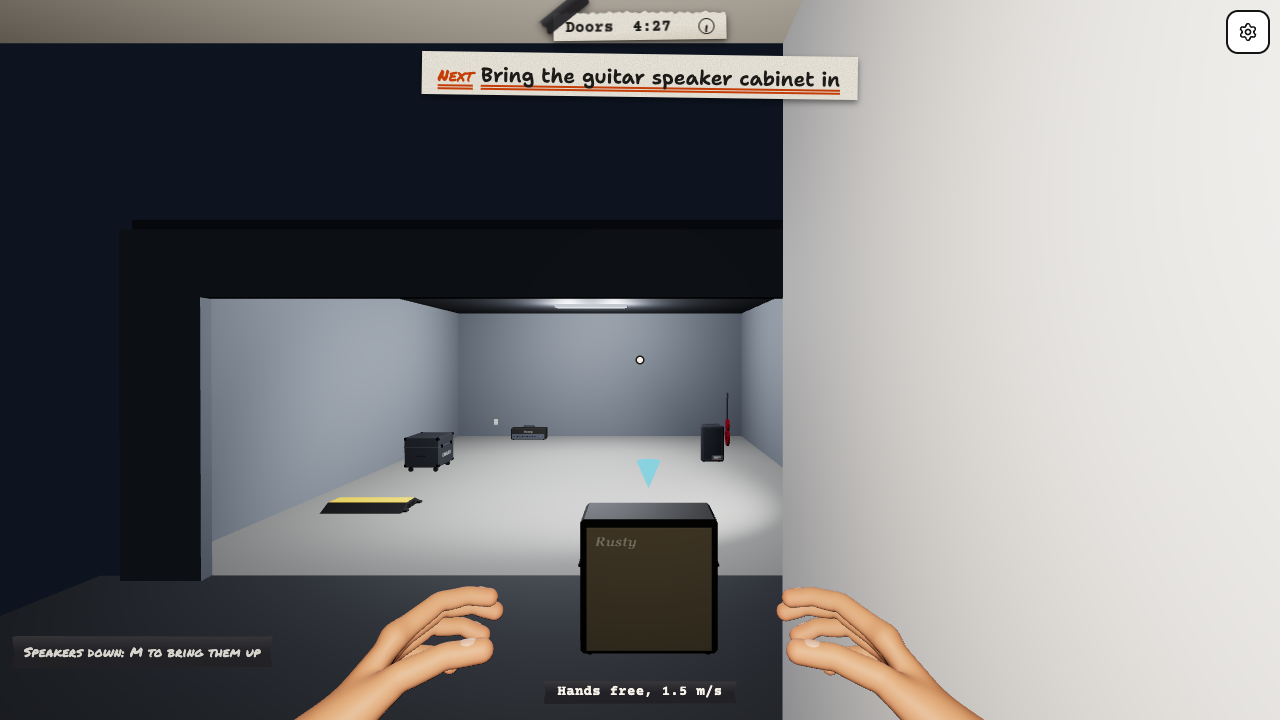 Doors 4:27
NEXT Bring the guitar speaker cabinet in
Rusty
SPEAKERS DOWN: M TO BRING THEM UP
Hands free, 1.5 m/s